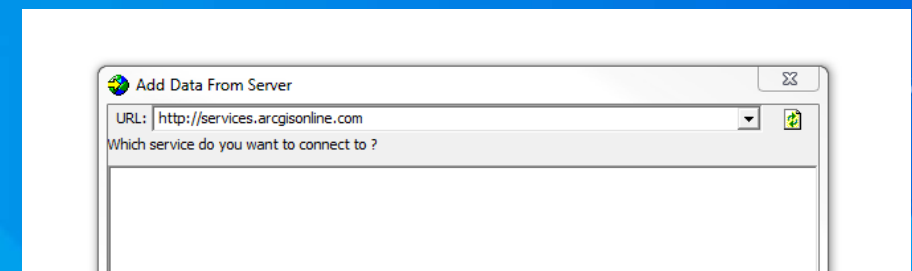 Add Data From Server
URL: http://services.arcgisonline.com
Which service do you want to connect to ?